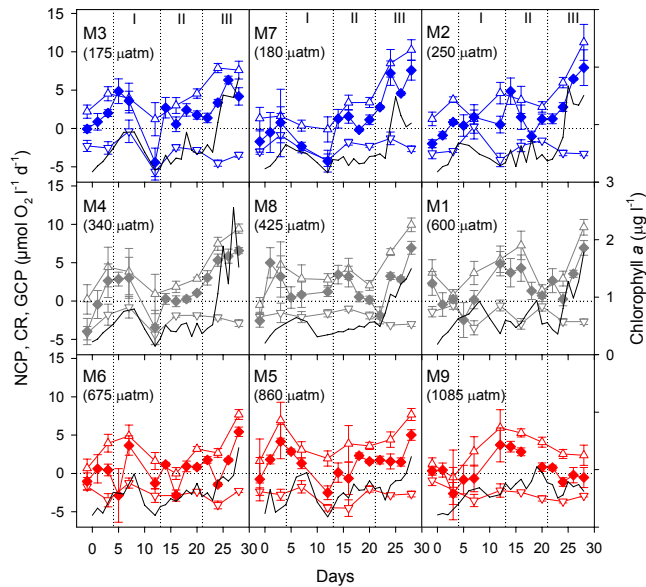 I II III I II III I II III
M3 M7 M2
(175 µatm) (180 µatm) (250 µatm)
15
10
5
0
-5
M4 M8 M1
(340 µatm) (425 µatm) (600 µatm)
15
10
5
0
-5
3
2
1
0
M6 M5 M9
(675 µatm) (860 µatm) (1085 µatm)
15
10
5
0
-5
0 5 10 15 20 25 30 0 5 10 15 20 25 30 0 5 10 15 20 25 30
Days
NCP, CR, GCP (µmol O₂ l⁻¹ d⁻¹)
Chlorophyll a (µg l⁻¹)